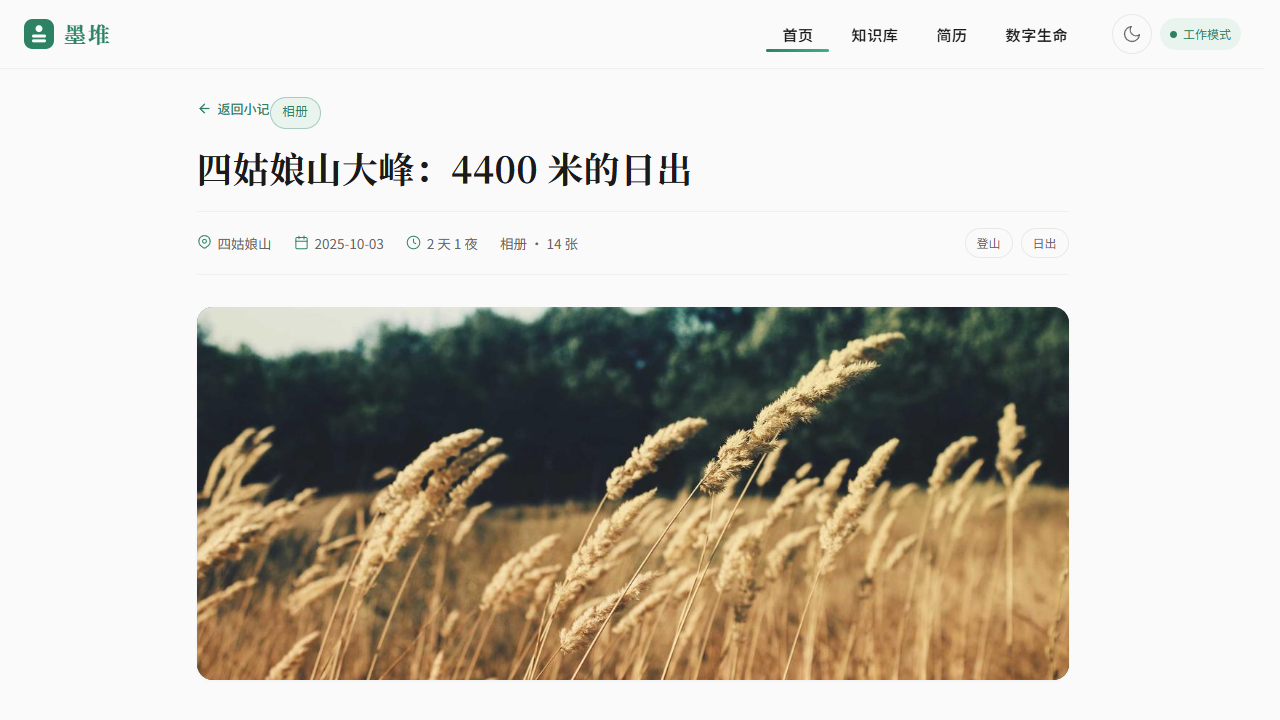 墨堆
首页 知识库 简历 数字生命 工作模式
返回小记 相册
四姑娘山大峰：4400 米的日出
四姑娘山 2025-10-03 2 天 1 夜 相册 · 14 张 登山 日出